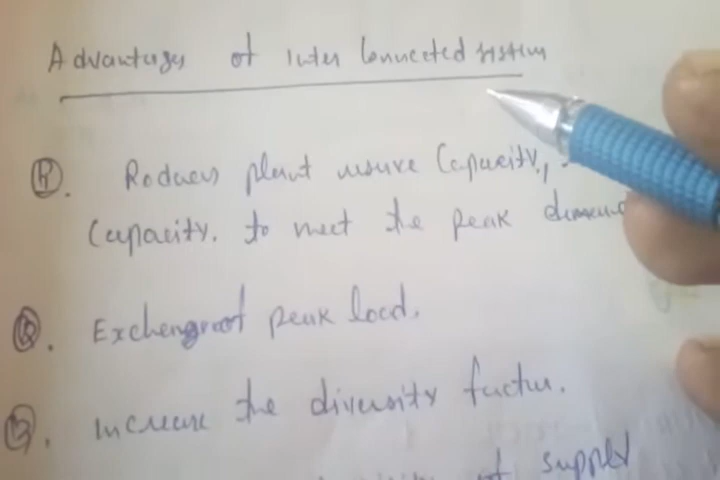 Advantages of Inter Connected system
①. Reduces plant reserve Capacity,
Capacity. to meet the peak demand
②. Exchange of peak load.
③. Increase the diversity factor.
of supply